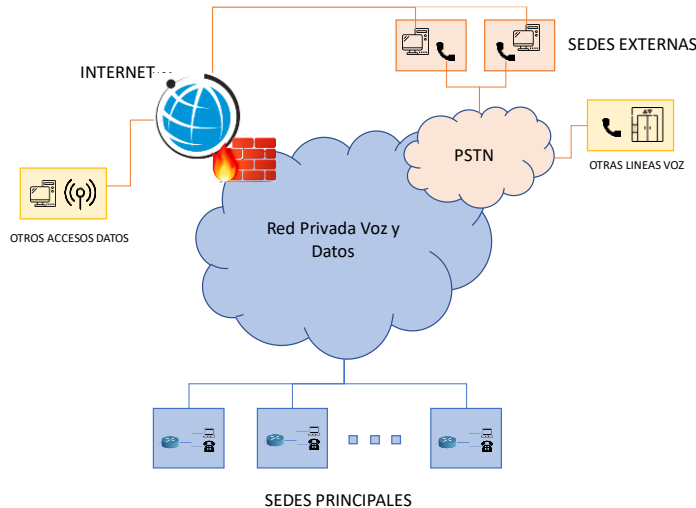 SEDES EXTERNAS
INTERNET
PSTN
OTRAS LINEAS VOZ
OTROS ACCESOS DATOS
Red Privada Voz y
Datos
SEDES PRINCIPALES